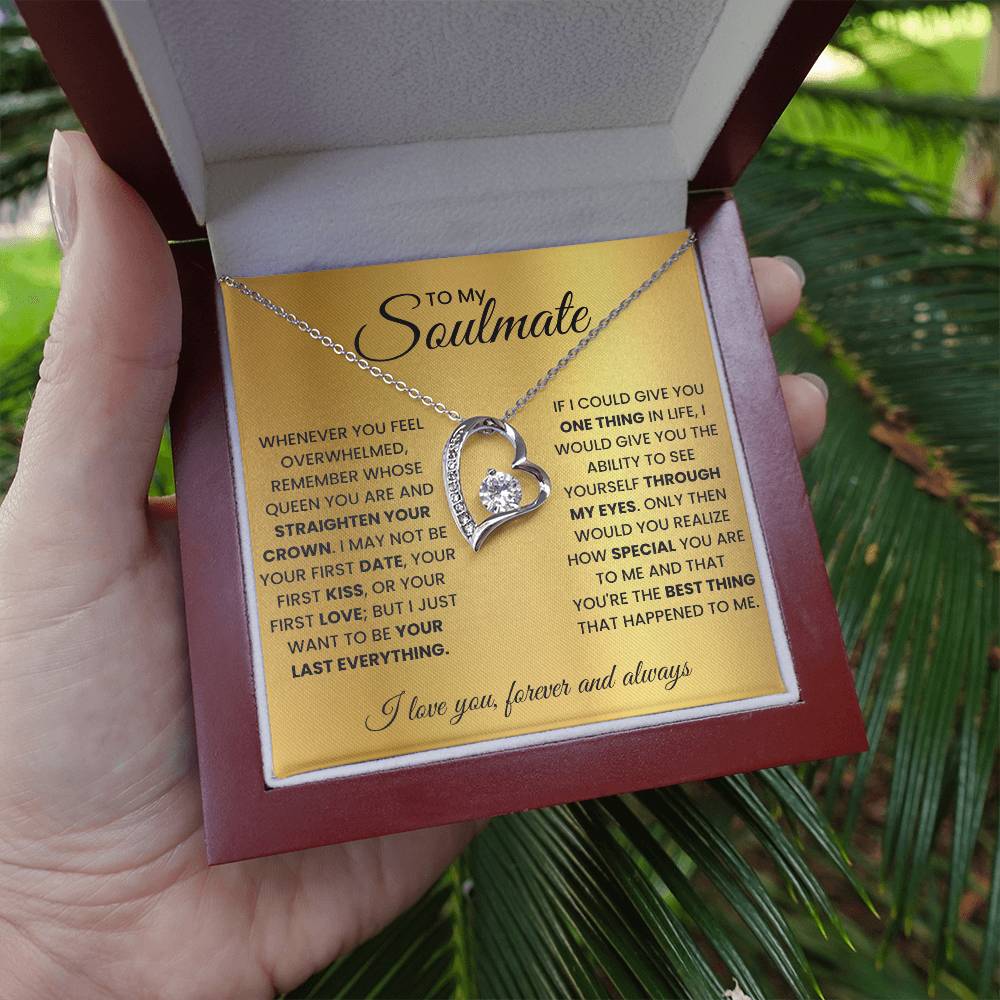 TO MY
Soulmate
WHENEVER YOU FEEL
OVERWHELMED,
REMEMBER WHOSE
QUEEN YOU ARE AND
STRAIGHTEN YOUR
CROWN. I MAY NOT BE
YOUR FIRST DATE, YOUR
FIRST KISS, OR YOUR
FIRST LOVE; BUT I JUST
WANT TO BE YOUR
LAST EVERYTHING.
IF I COULD GIVE YOU
ONE THING IN LIFE, I
WOULD GIVE YOU THE
ABILITY TO SEE
YOURSELF THROUGH
MY EYES. ONLY THEN
WOULD YOU REALIZE
HOW SPECIAL YOU ARE
TO ME AND THAT
YOU'RE THE BEST THING
THAT HAPPENED TO ME.
I love you, forever and always